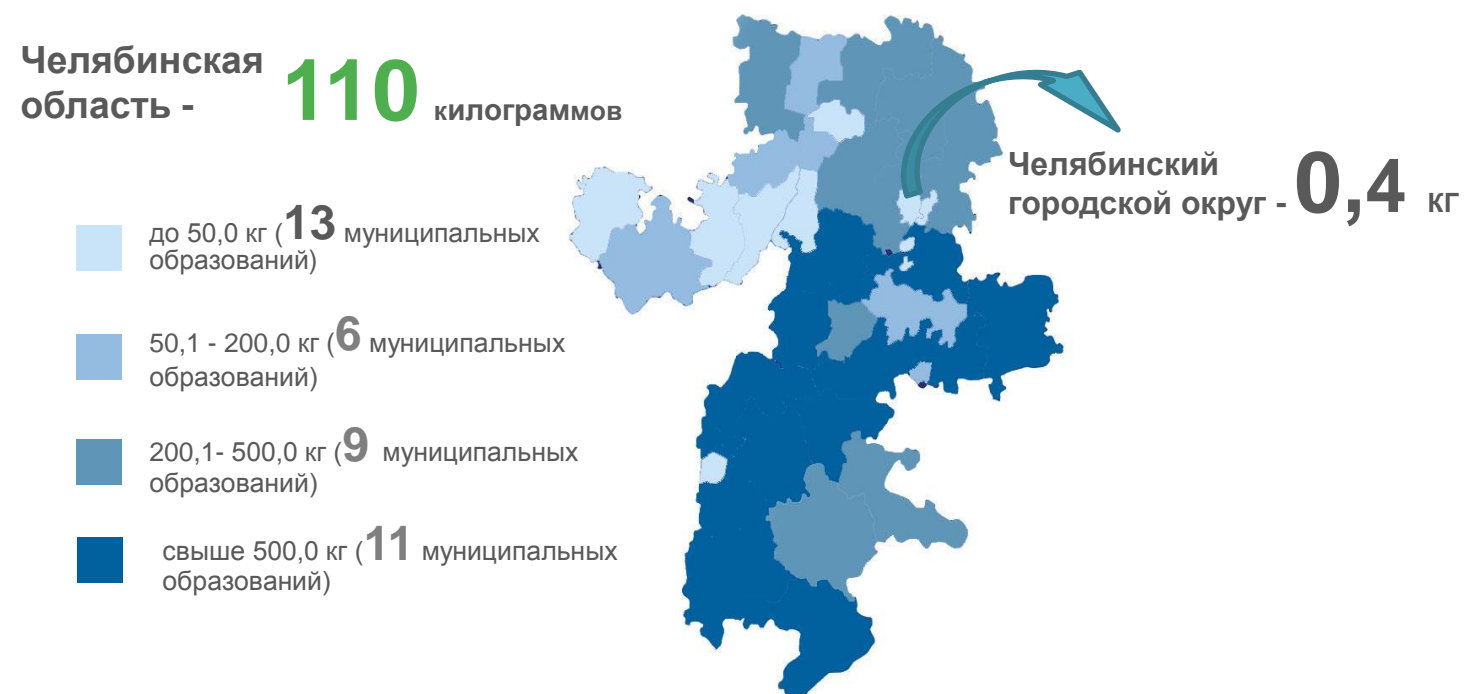 Челябинская
область - 110 килограммов
Челябинский
городской округ - 0,4 кг
до 50,0 кг (13 муниципальных
образований)
50,1 - 200,0 кг (6 муниципальных
образований)
200,1- 500,0 кг (9 муниципальных
образований)
свыше 500,0 кг (11 муниципальных
образований)